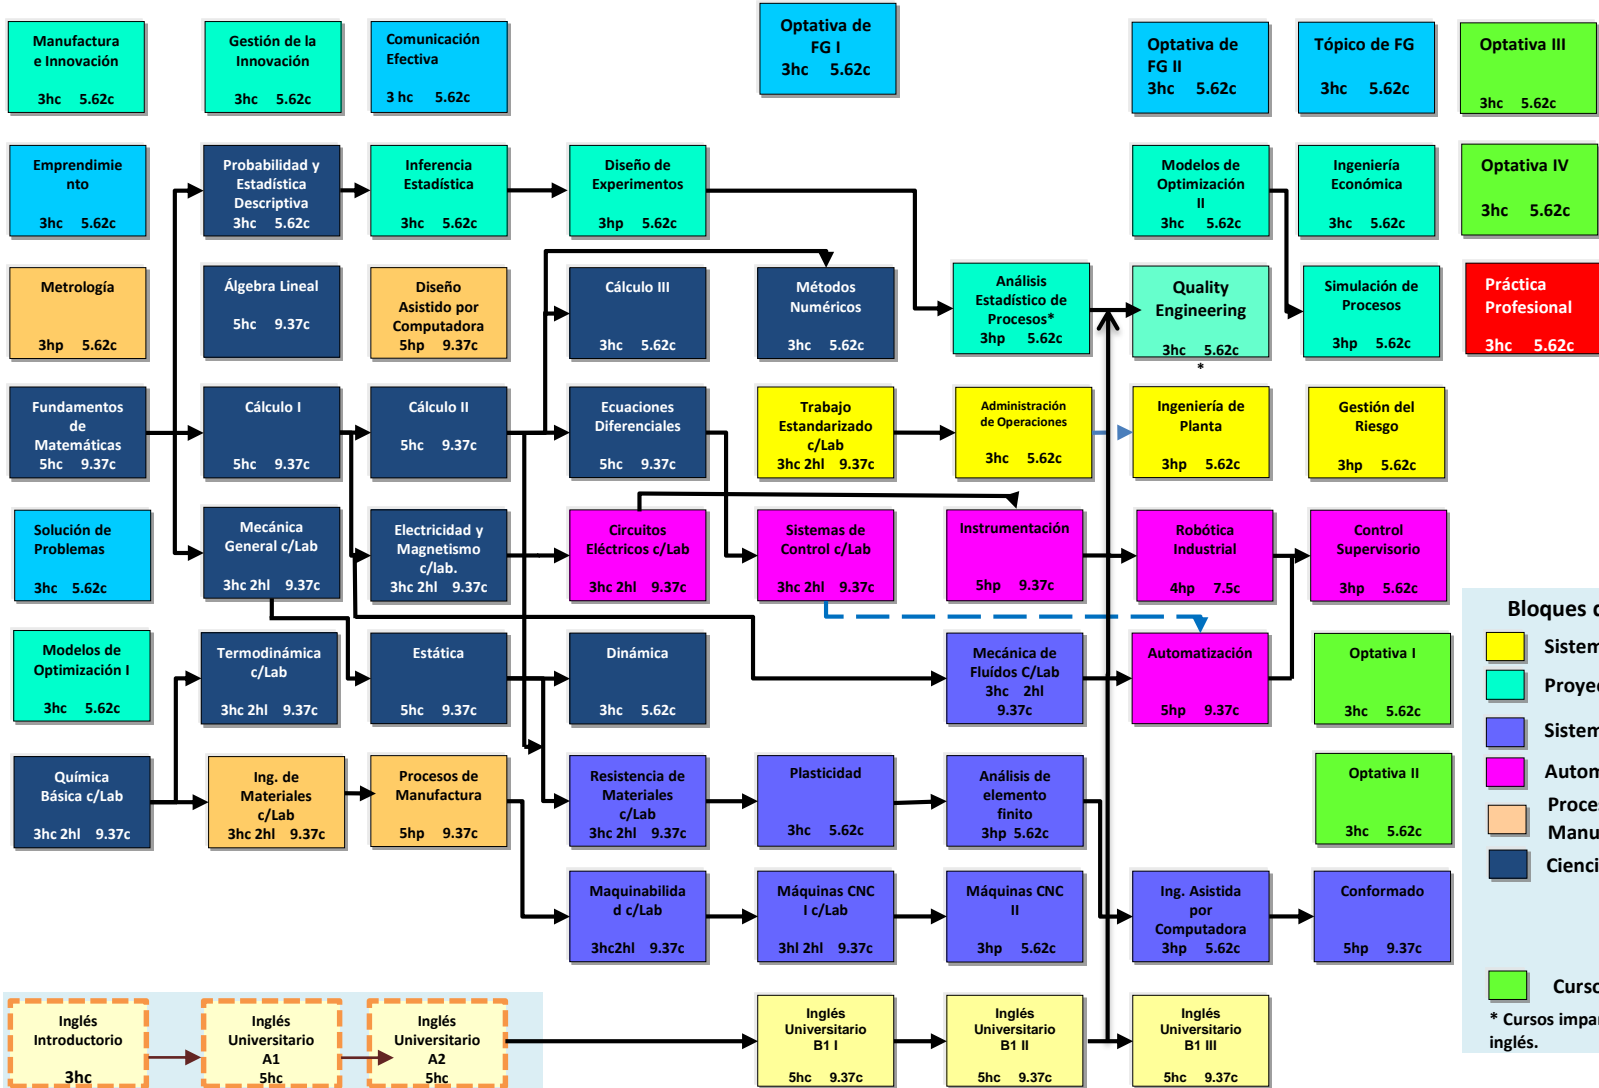 Manufactura
e Innovación
3hc 5.62c
Gestión de la
Innovación
3hc 5.62c
Comunicación
Efectiva
3 hc 5.62c
Optativa de
FG I
3hc 5.62c
Optativa de
FG II
3hc 5.62c
Tópico de FG
3hc 5.62c
Optativa III
3hc 5.62c
Emprendimie
nto
3hc 5.62c
Probabilidad y
Estadística
Descriptiva
3hc 5.62c
Inferencia
Estadística
3hc 5.62c
Diseño de
Experimentos
3hp 5.62c
Modelos de
Optimización
II
3hc 5.62c
Ingeniería
Económica
3hc 5.62c
Optativa IV
3hc 5.62c
Metrología
3hp 5.62c
Álgebra Lineal
5hc 9.37c
Diseño
Asistido por
Computadora
5hp 9.37c
Cálculo III
3hc 5.62c
Métodos
Numéricos
3hc 5.62c
Análisis
Estadístico de
Procesos*
3hp 5.62c
Quality
Engineering
3hc 5.62c
*
Simulación de
Procesos
3hp 5.62c
Práctica
Profesional
3hc 5.62c
Fundamentos
de
Matemáticas
5hc 9.37c
Cálculo I
5hc 9.37c
Cálculo II
5hc 9.37c
Ecuaciones
Diferenciales
5hc 9.37c
Trabajo
Estandarizado
c/Lab
3hc 2hl 9.37c
Administración
de Operaciones
3hc 5.62c
Ingeniería de
Planta
3hp 5.62c
Gestión del
Riesgo
3hp 5.62c
Solución de
Problemas
3hc 5.62c
Mecánica
General c/Lab
3hc 2hl 9.37c
Electricidad y
Magnetismo
c/lab.
3hc 2hl 9.37c
Circuitos
Eléctricos c/Lab
3hc 2hl 9.37c
Sistemas de
Control c/Lab
3hc 2hl 9.37c
Instrumentación
5hp 9.37c
Robótica
Industrial
4hp 7.5c
Control
Supervisorio
3hp 5.62c
Modelos de
Optimización I
3hc 5.62c
Termodinámica
c/Lab
3hc 2hl 9.37c
Estática
5hc 9.37c
Dinámica
3hc 5.62c
Mecánica de
Fluídos C/Lab
3hc 2hl
9.37c
Automatización
5hp 9.37c
Optativa I
3hc 5.62c
Química
Básica c/Lab
3hc 2hl 9.37c
Ing. de
Materiales
c/Lab
3hc 2hl 9.37c
Procesos de
Manufactura
5hp 9.37c
Resistencia de
Materiales
c/Lab
3hc 2hl 9.37c
Plasticidad
3hc 5.62c
Análisis de
elemento
finito
3hp 5.62c
Optativa II
3hc 5.62c
Maquinabilida
d c/Lab
3hc2hl 9.37c
Máquinas CNC
I c/Lab
3hl 2hl 9.37c
Máquinas CNC
II
3hp 5.62c
Ing. Asistida
por
Computadora
3hp 5.62c
Conformado
5hp 9.37c
Inglés
Introductorio
3hc
Inglés
Universitario
A1
5hc
Inglés
Universitario
A2
5hc
Inglés
Universitario
B1 I
5hc 9.37c
Inglés
Universitario
B1 II
5hc 9.37c
Inglés
Universitario
B1 III
5hc 9.37c
Bloques
Sistem
Proye
Sistem
Autom
Proces
Manu
Cienci
Curso
* Cursos impar
inglés.